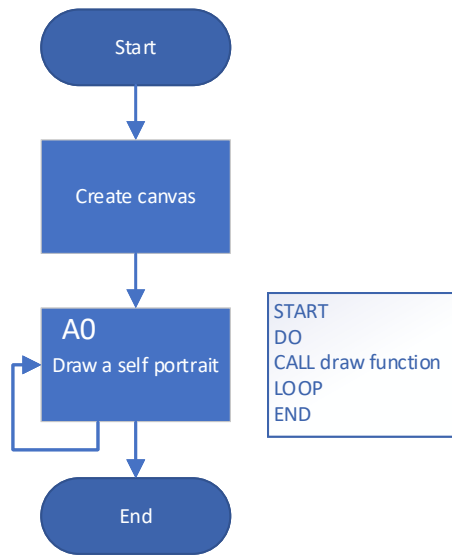 Start
Create canvas
A0
Draw a self portrait
START
DO
CALL draw function
LOOP
END
End